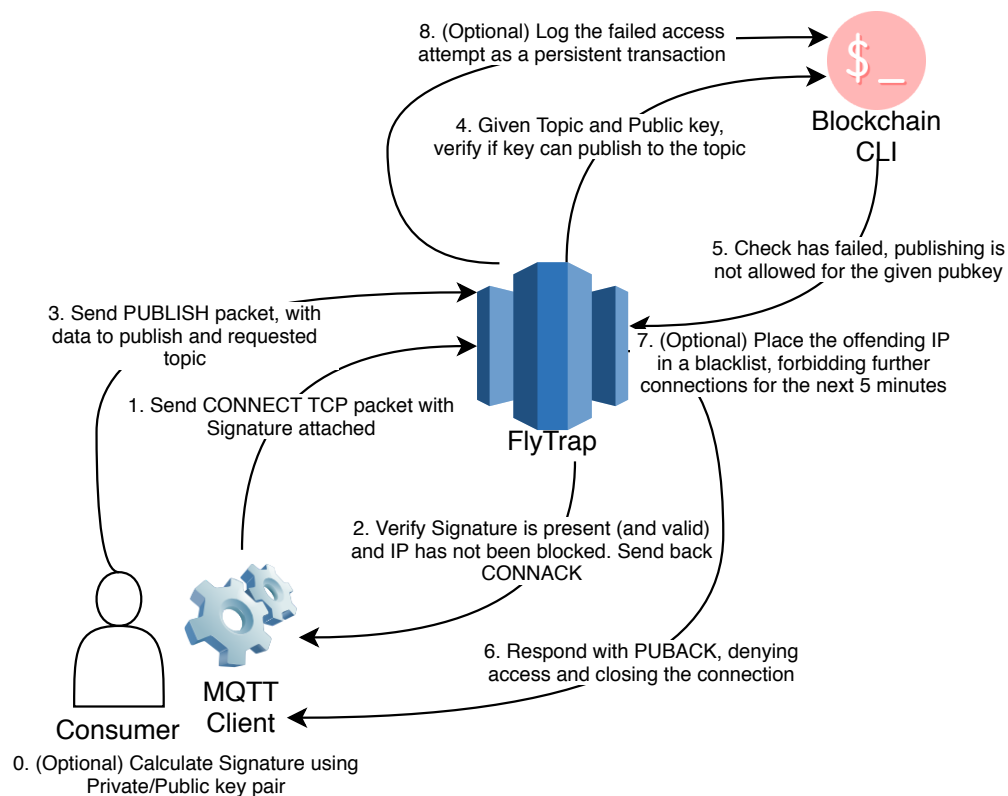 8. (Optional) Log the failed access
attempt as a persistent transaction
$_
Blockchain
CLI
4. Given Topic and Public key,
verify if key can publish to the topic
5. Check has failed, publishing is
not allowed for the given pubkey
3. Send PUBLISH packet, with
data to publish and requested
topic
7. (Optional) Place the offending IP
in a blacklist, forbidding further
connections for the next 5 minutes
1. Send CONNECT TCP packet with
Signature attached
FlyTrap
2. Verify Signature is present (and valid)
and IP has not been blocked. Send back
CONNACK
6. Respond with PUBACK, denying
access and closing the connection
MQTT
Client
Consumer
0. (Optional) Calculate Signature using
Private/Public key pair